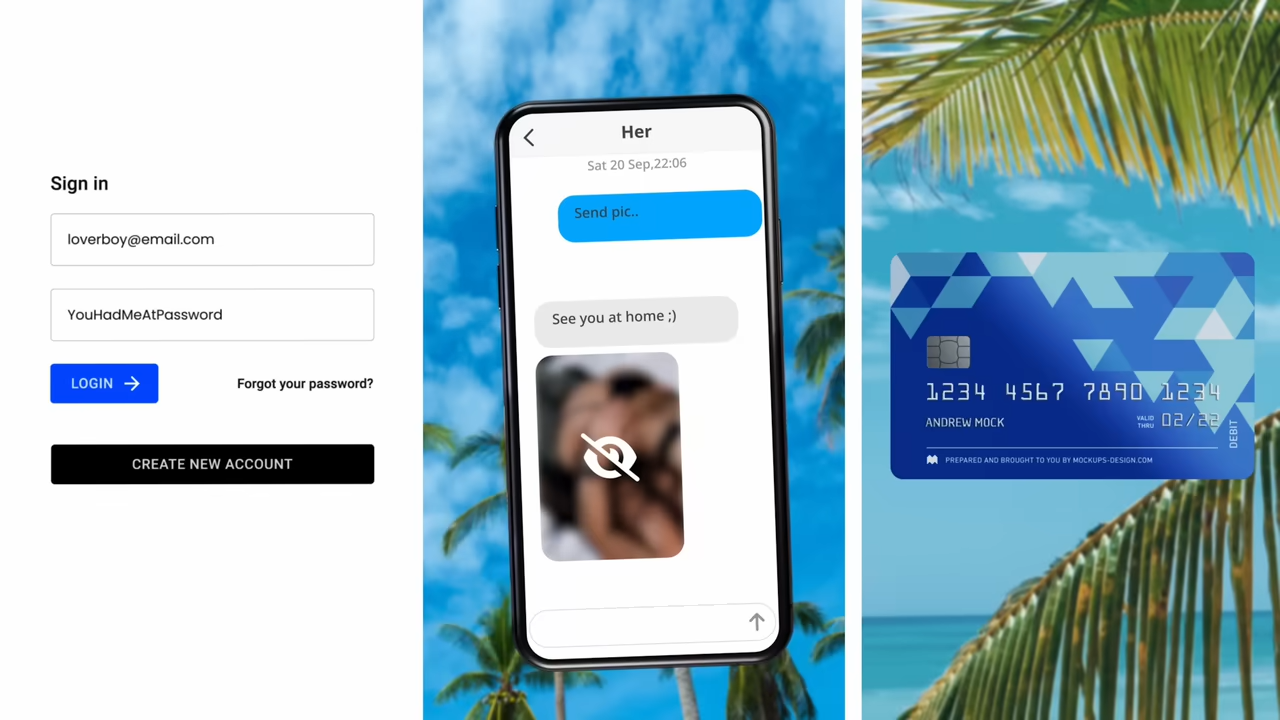 Sign in
loverboy@email.com
YouHadMeAtPassword
LOGIN
Forgot your password?
CREATE NEW ACCOUNT
Her
Sat 20 Sep,22:06
Send pic..
See you at home ;)
1234 4567 7890 1234
ANDREW MOCK
VALID THRU 02/22
DEBIT
PREPARED AND BROUGHT TO YOU BY MOCKUPS-DESIGN.COM